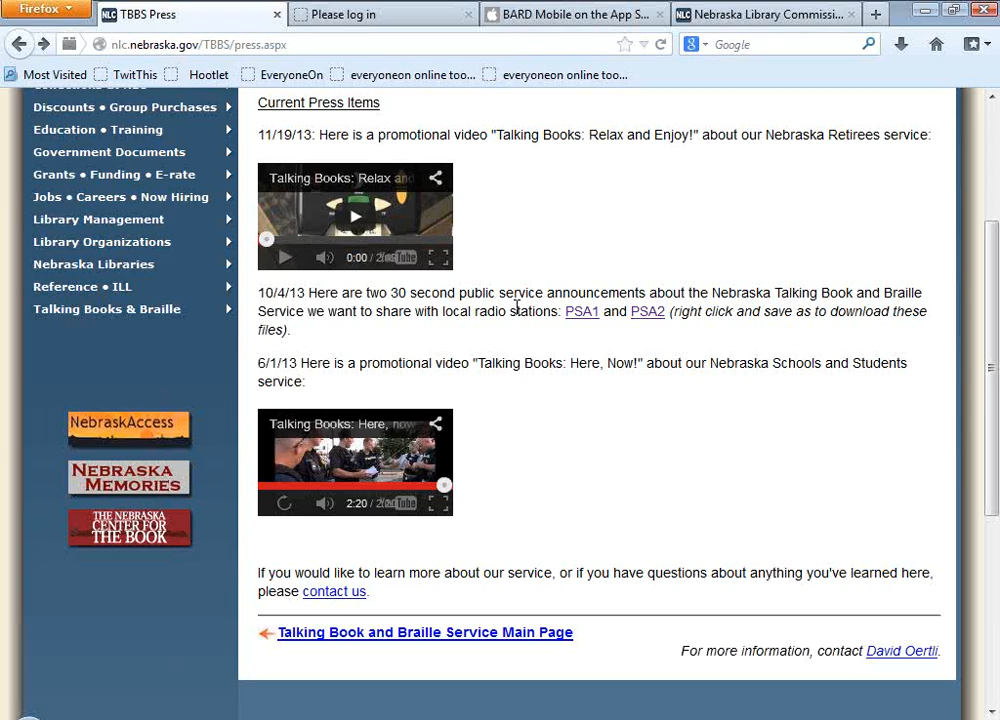 Firefox
TBBS Press
Please log in
BARD Mobile on the App S...
Nebraska Library Commissi...
nlc.nebraska.gov/TBBS/press.aspx
Google
Most Visited
TwitThis
Hootlet
EveryoneOn
everyoneon online too...
everyoneon online too...
Discounts • Group Purchases
Education • Training
Government Documents
Grants • Funding • E-rate
Jobs • Careers • Now Hiring
Library Management
Library Organizations
Nebraska Libraries
Reference • ILL
Talking Books & Braille
NebraskAccess
NEBRASKA
MEMORIES
THE NEBRASKA
CENTER FOR
THE BOOK
Current Press Items
11/19/13: Here is a promotional video "Talking Books: Relax and Enjoy!" about our Nebraska Retirees service:
Talking Books: Relax and
0:00 /
YouTube
10/4/13 Here are two 30 second public service announcements about the Nebraska Talking Book and Braille
Service we want to share with local radio stations: PSA1 and PSA2 (right click and save as to download these
files).
6/1/13 Here is a promotional video "Talking Books: Here, Now!" about our Nebraska Schools and Students
service:
Talking Books: Here, now
2:20 /
YouTube
If you would like to learn more about our service, or if you have questions about anything you've learned here,
please contact us.
Talking Book and Braille Service Main Page
For more information, contact David Oertli.